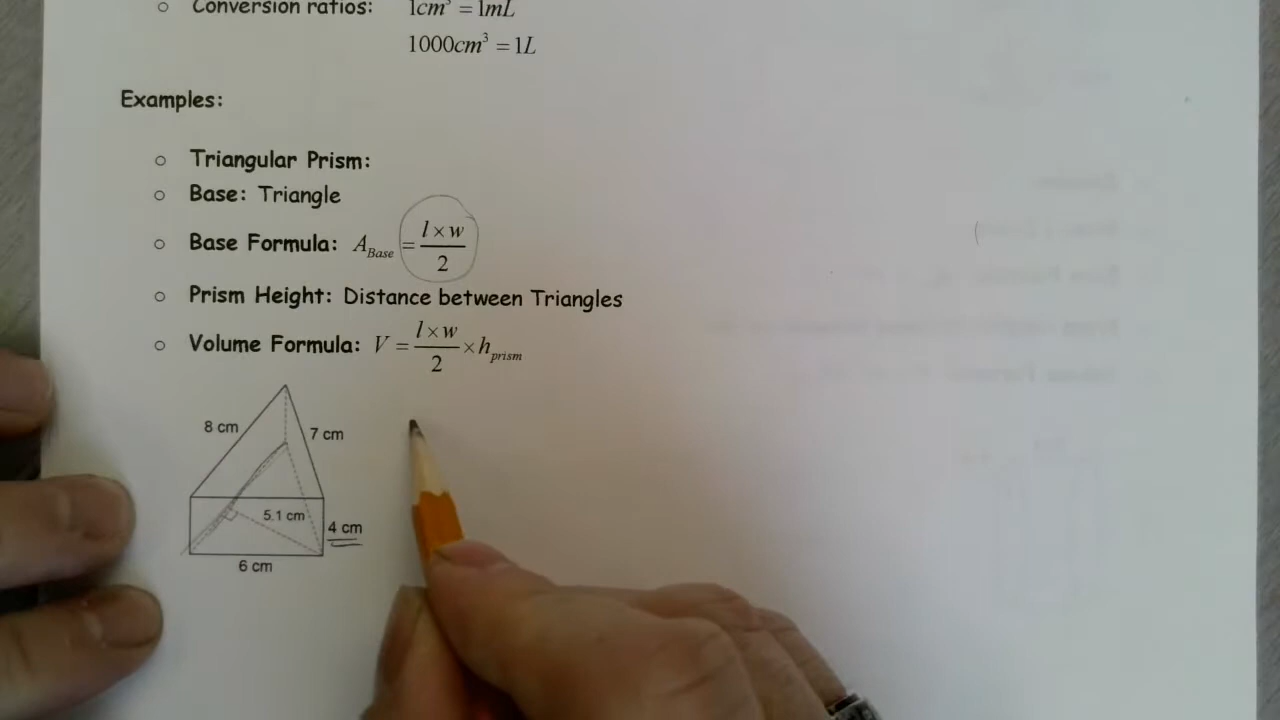 ○ Conversion ratios: 1cm³ = 1mL
1000cm³ = 1L
Examples:
○ Triangular Prism:
○ Base: Triangle
○ Base Formula: A_Base = (l × w)/2
○ Prism Height: Distance between Triangles
○ Volume Formula: V = (l × w)/2 × h_prism
8 cm
7 cm
5.1 cm
4 cm
6 cm